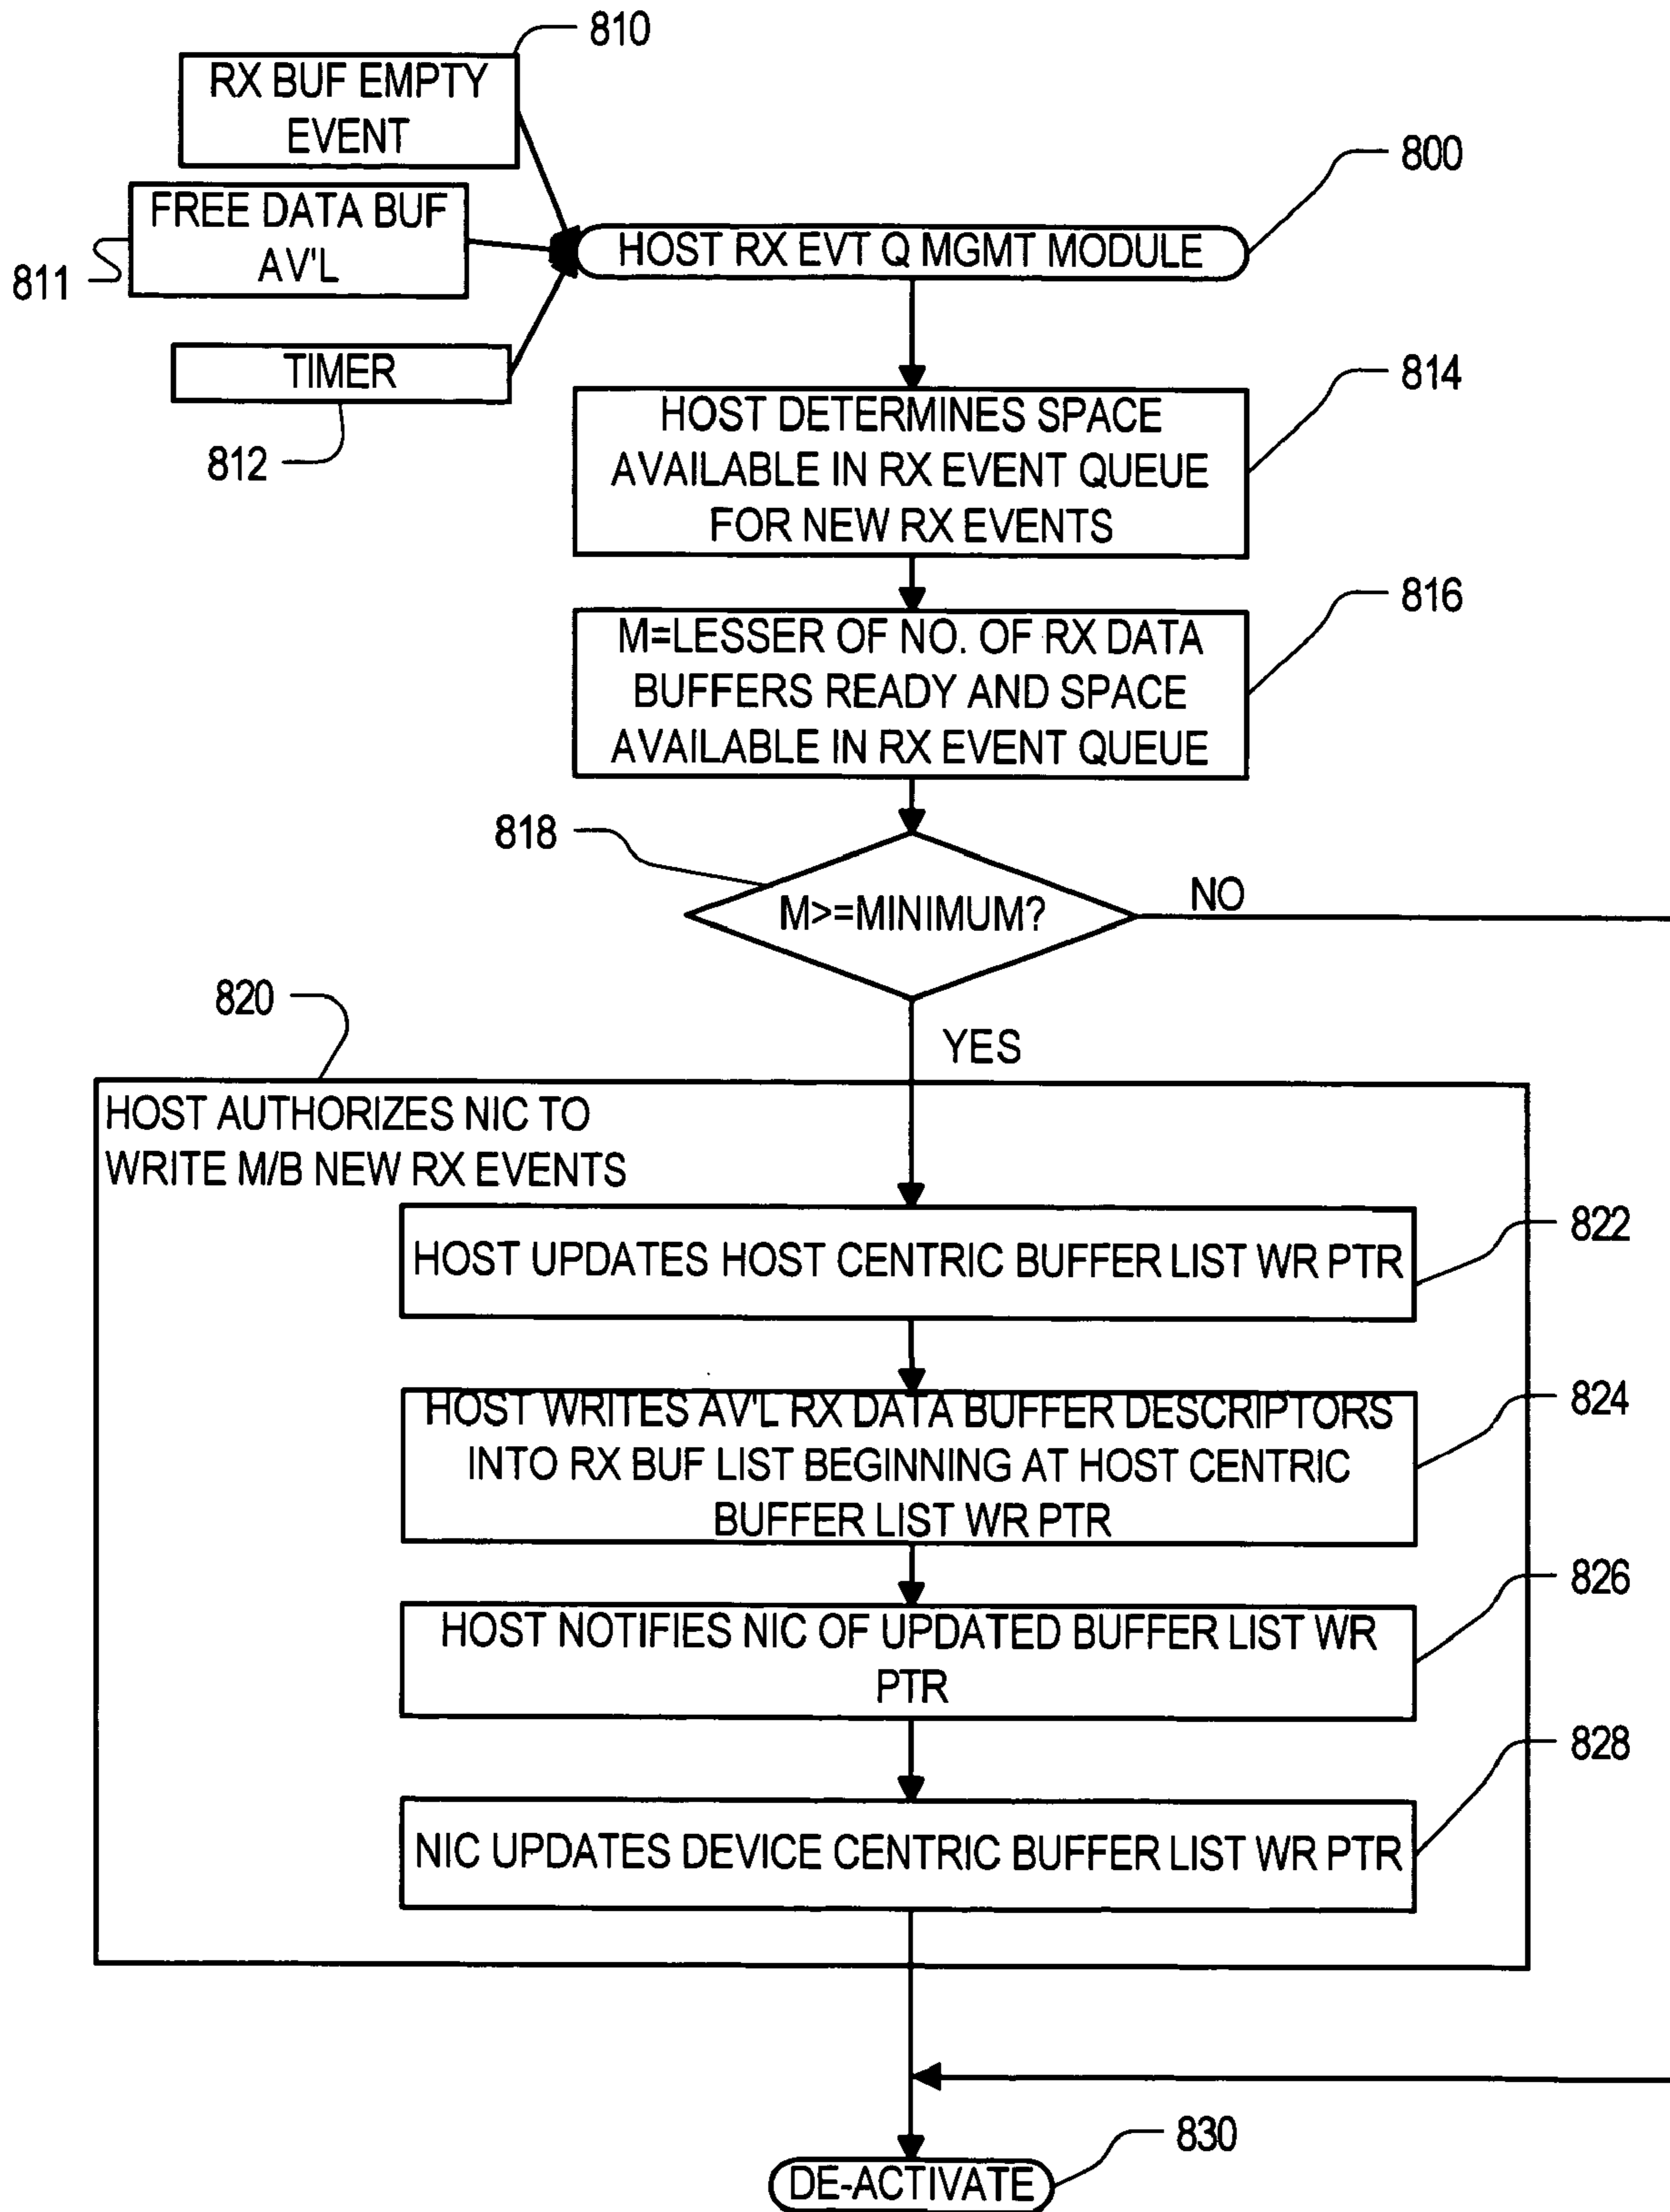 810
RX BUF EMPTY
EVENT
800
FREE DATA BUF
AV'L
811
HOST RX EVT Q MGMT MODULE
TIMER
812
814
HOST DETERMINES SPACE
AVAILABLE IN RX EVENT QUEUE
FOR NEW RX EVENTS
816
M=LESSER OF NO. OF RX DATA
BUFFERS READY AND SPACE
AVAILABLE IN RX EVENT QUEUE
818
M>=MINIMUM?
NO
820
YES
HOST AUTHORIZES NIC TO
WRITE M/B NEW RX EVENTS
822
HOST UPDATES HOST CENTRIC BUFFER LIST WR PTR
824
HOST WRITES AV'L RX DATA BUFFER DESCRIPTORS
INTO RX BUF LIST BEGINNING AT HOST CENTRIC
BUFFER LIST WR PTR
826
HOST NOTIFIES NIC OF UPDATED BUFFER LIST WR
PTR
828
NIC UPDATES DEVICE CENTRIC BUFFER LIST WR PTR
830
DE-ACTIVATE